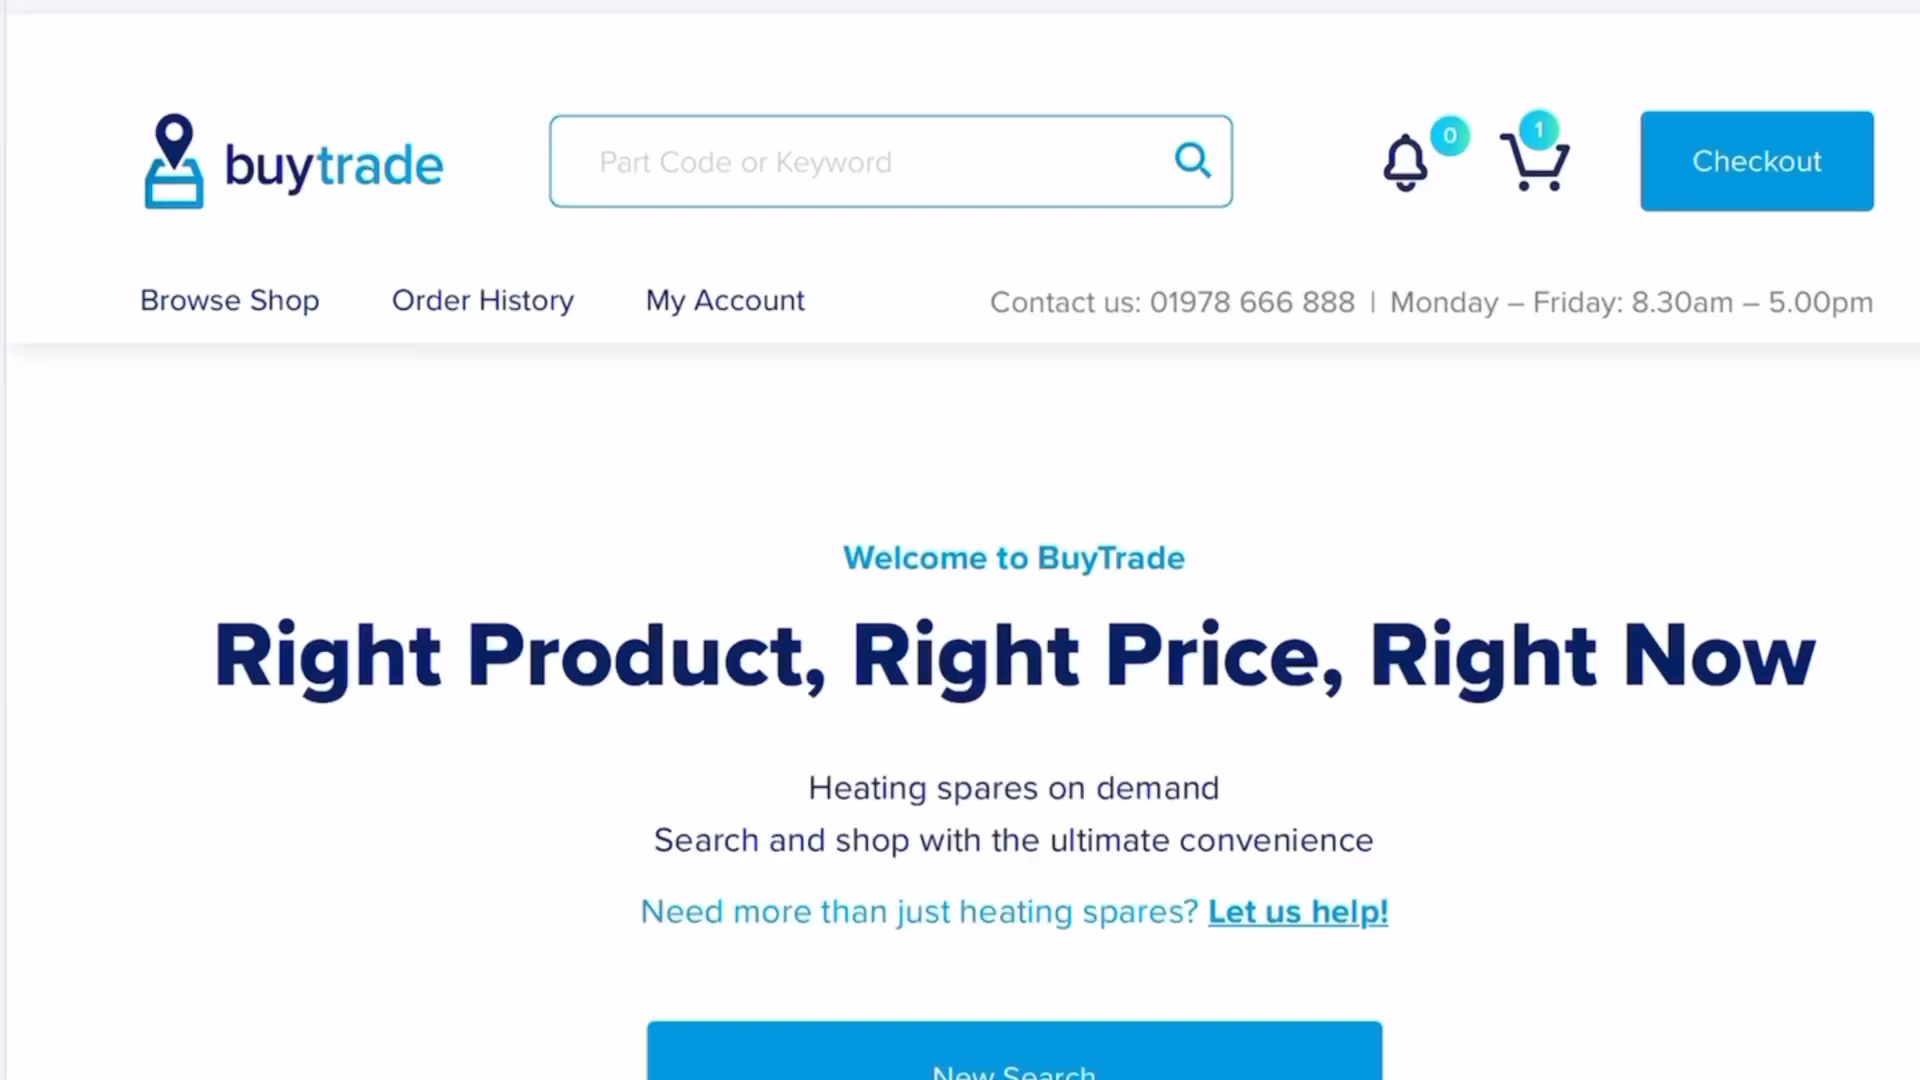 buytrade
Part Code or Keyword
0
1
Checkout
Browse Shop
Order History
My Account
Contact us: 01978 666 888 | Monday – Friday: 8.30am – 5.00pm
Welcome to BuyTrade
Right Product, Right Price, Right Now
Heating spares on demand
Search and shop with the ultimate convenience
Need more than just heating spares? Let us help!
New Search